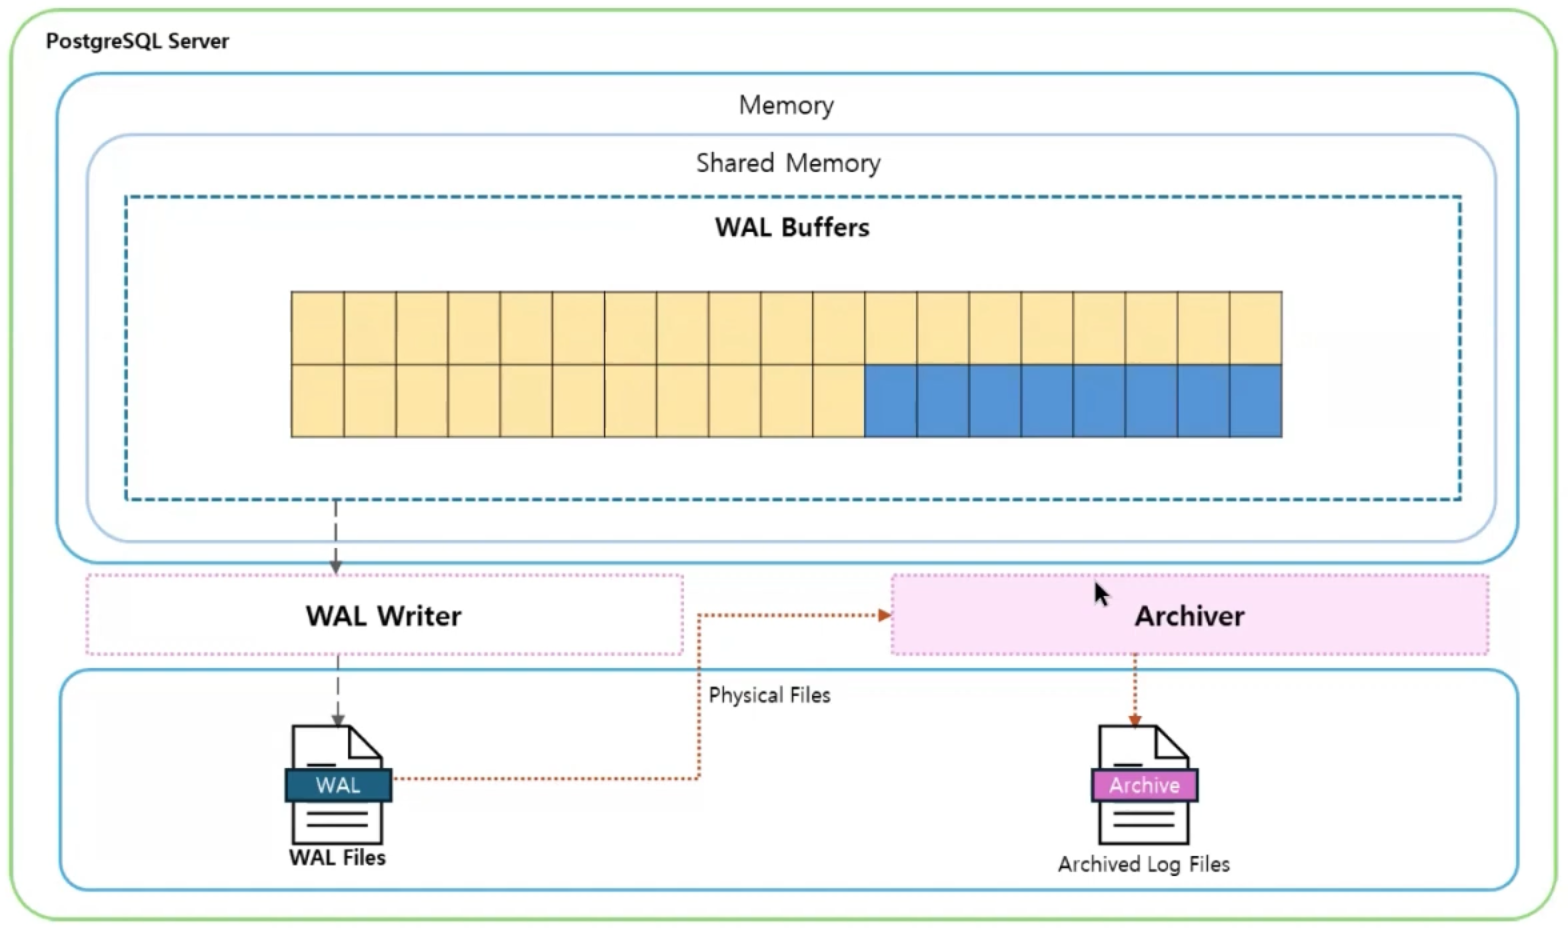 PostgreSQL Server
Memory
Shared Memory
WAL Buffers
WAL Writer
Archiver
Physical Files
WAL
Archive
WAL Files
Archived Log Files